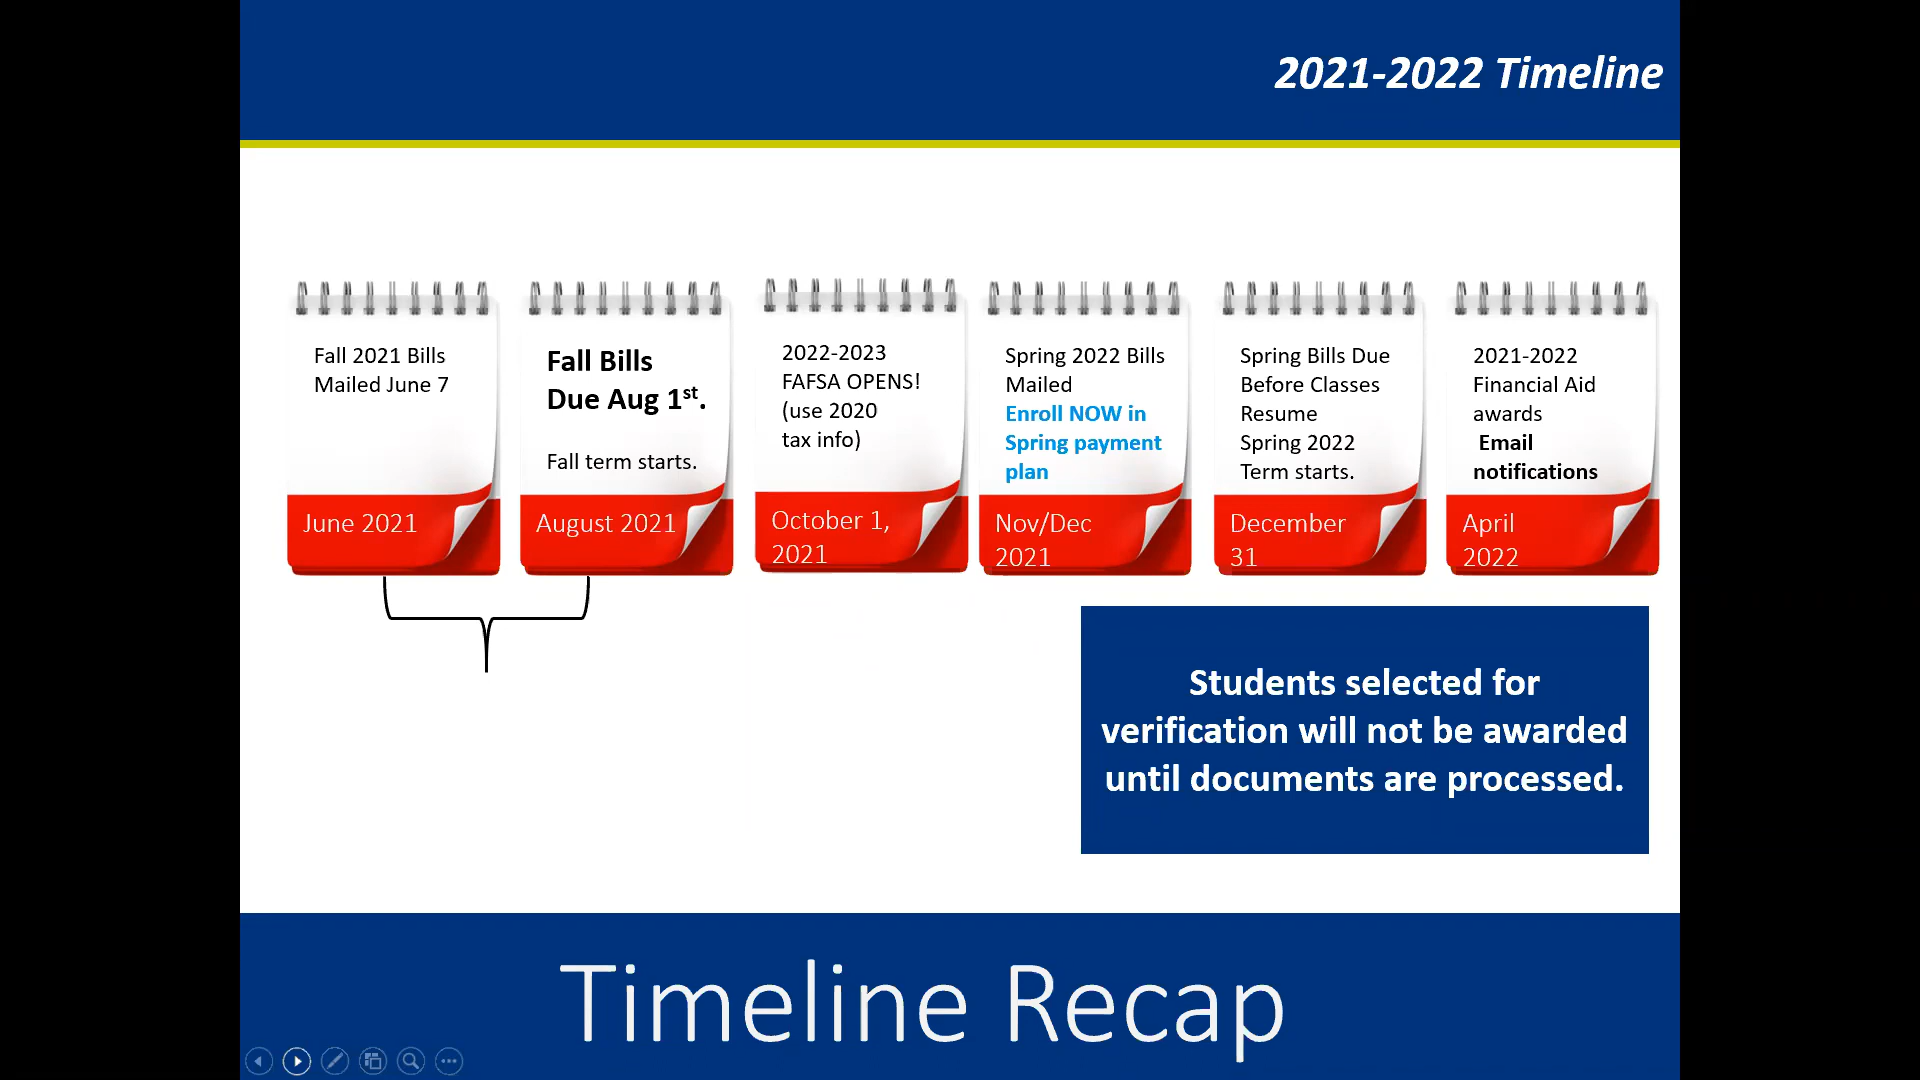 2021-2022 Timeline
Fall 2021 Bills
Mailed June 7
June 2021
Fall Bills
Due Aug 1st.
Fall term starts.
August 2021
2022-2023
FAFSA OPENS!
(use 2020
tax info)
October 1,
2021
Spring 2022 Bills
Mailed
Enroll NOW in
Spring payment
plan
Nov/Dec
2021
Spring Bills Due
Before Classes
Resume
Spring 2022
Term starts.
December
31
2021-2022
Financial Aid
awards
Email
notifications
April
2022
Students selected for
verification will not be awarded
until documents are processed.
Timeline Recap